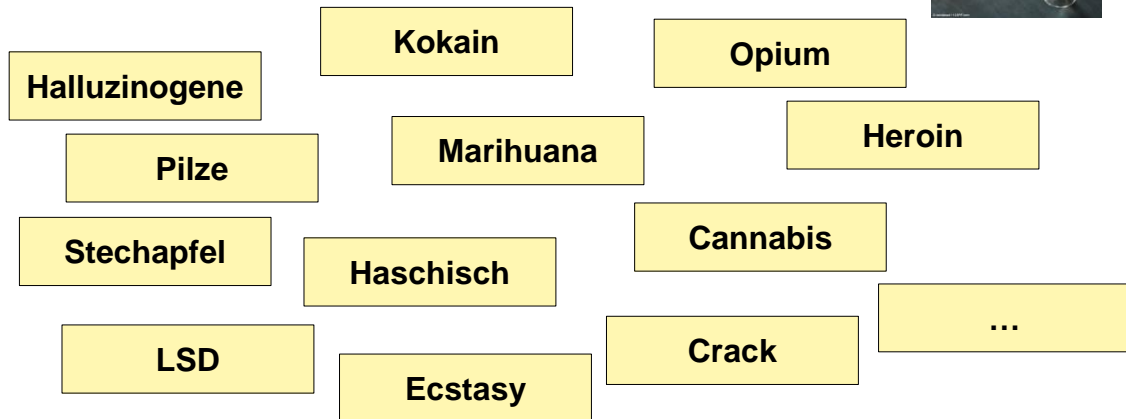 Kokain
Opium
Halluzinogene
Heroin
Marihuana
Pilze
Cannabis
Stechapfel
Haschisch
…
Crack
LSD
Ecstasy